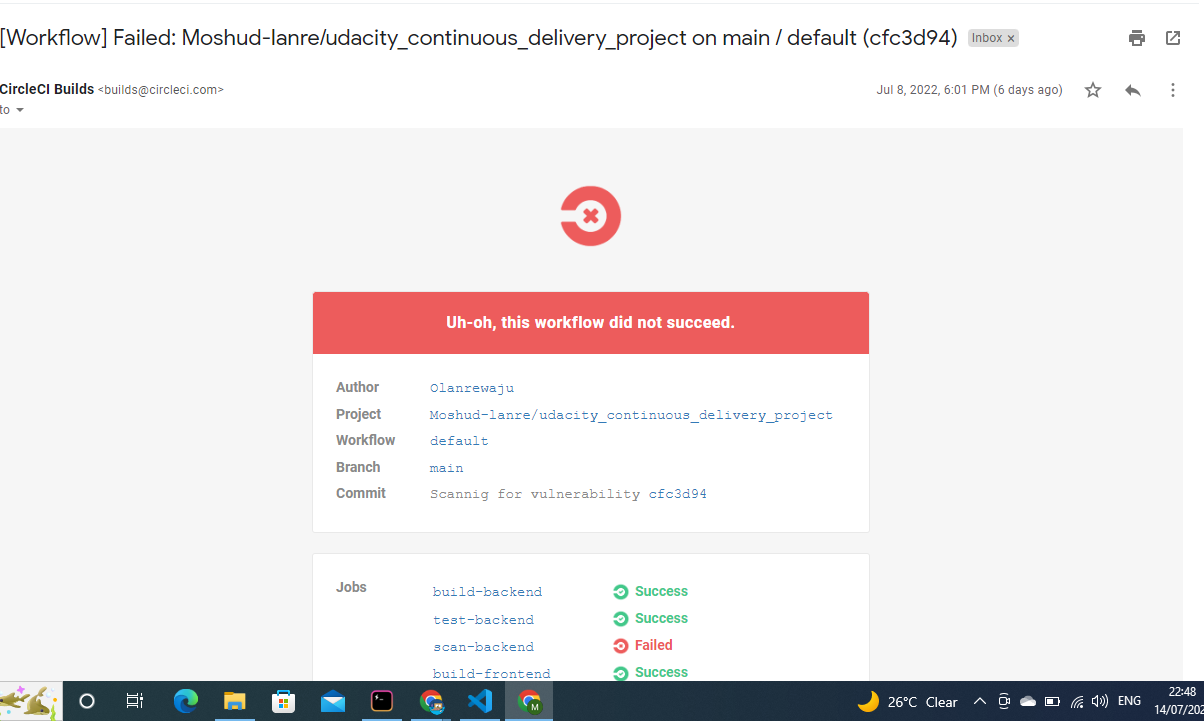 [Workflow] Failed: Moshud-lanre/udacity_continuous_delivery_project on main / default (cfc3d94) Inbox ×
CircleCI Builds <builds@circleci.com>
Jul 8, 2022, 6:01 PM (6 days ago)
to
Uh-oh, this workflow did not succeed.
Author Olanrewaju
Project Moshud-lanre/udacity_continuous_delivery_project
Workflow default
Branch main
Commit Scannig for vulnerability cfc3d94
Jobs build-backend Success
test-backend Success
scan-backend Failed
build-frontend Success
26°C Clear ENG 22:48
14/07/202